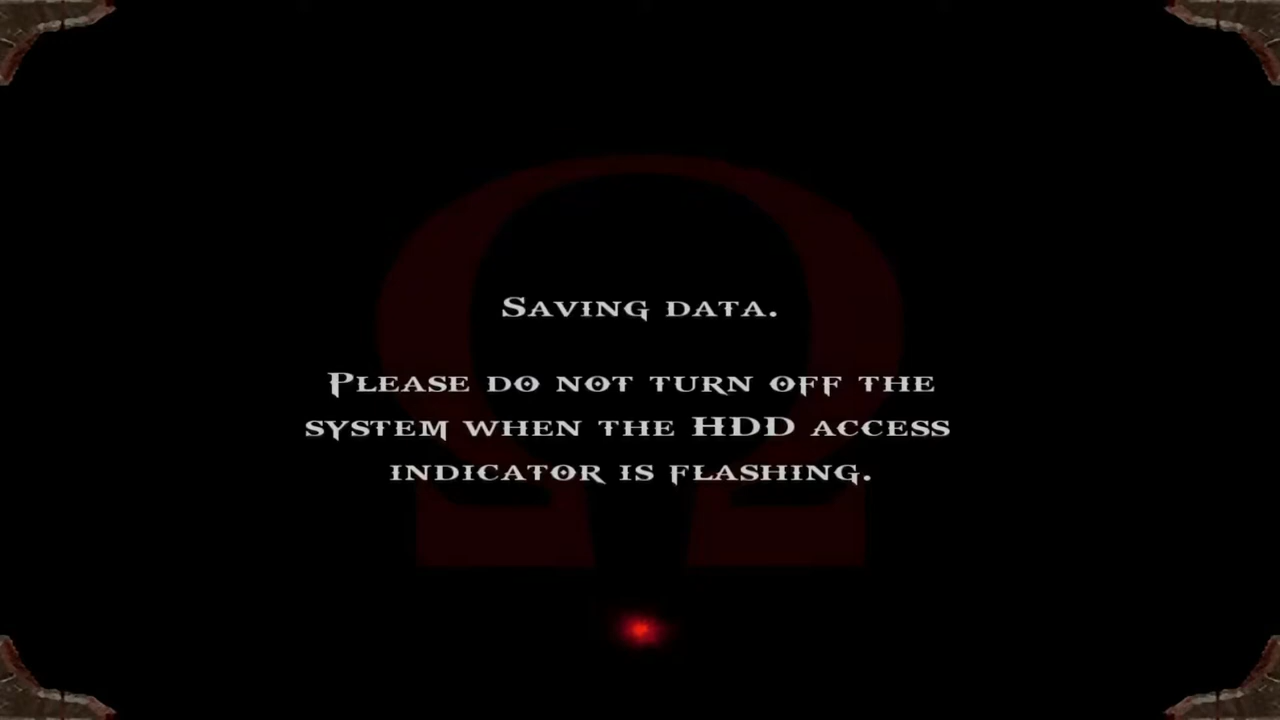 Saving data.
Please do not turn off the
system when the HDD access
indicator is flashing.